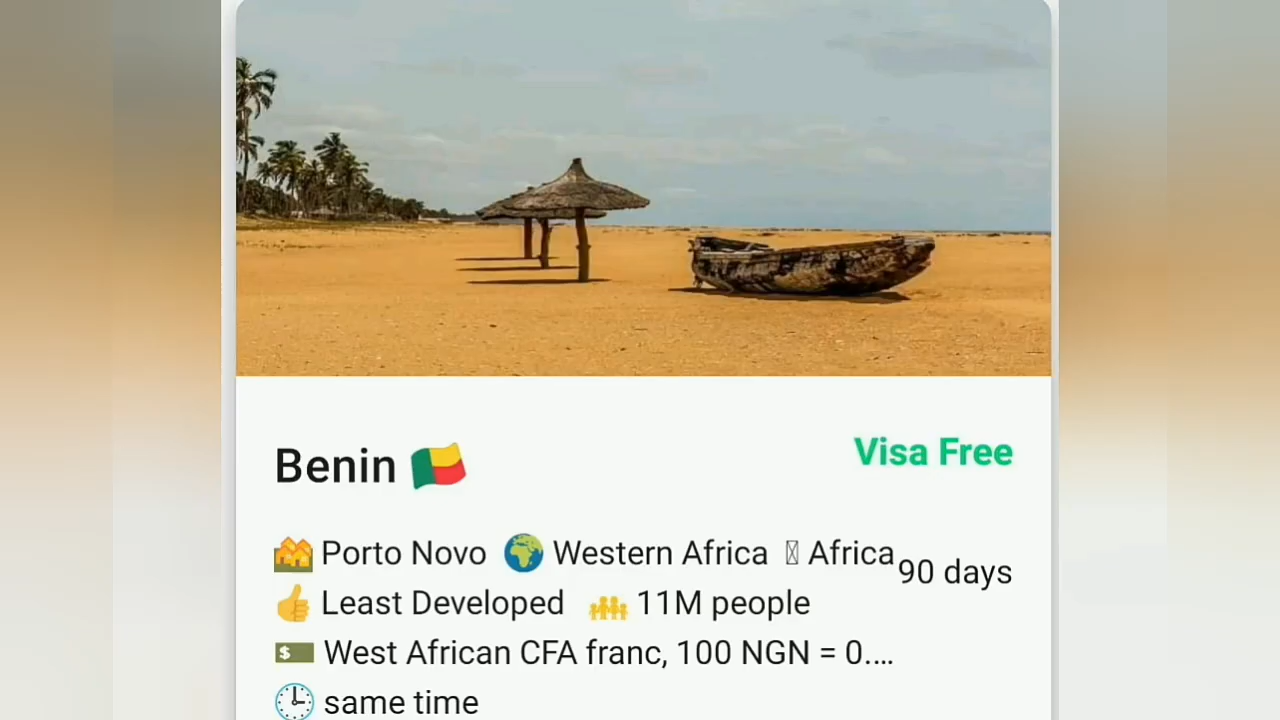 Benin
Visa Free
Porto Novo Western Africa Africa
90 days
Least Developed 11M people
West African CFA franc, 100 NGN = 0....
same time